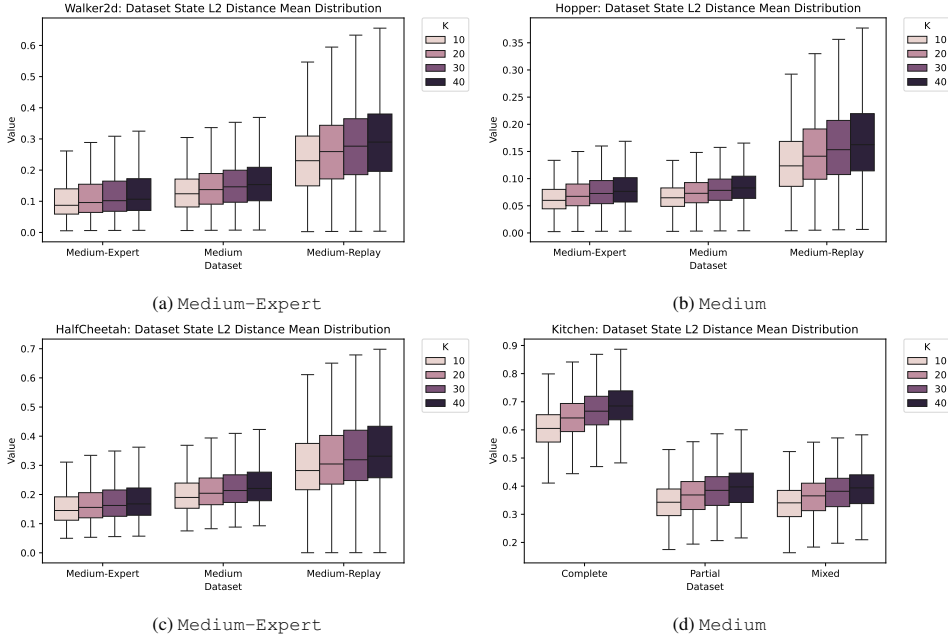 Walker2d: Dataset State L2 Distance Mean Distribution
K
10
20
30
40
Value
0.6
0.5
0.4
0.3
0.2
0.1
0.0
Medium-Expert
Medium
Medium-Replay
Dataset
(a) Medium-Expert
Hopper: Dataset State L2 Distance Mean Distribution
K
10
20
30
40
Value
0.35
0.30
0.25
0.20
0.15
0.10
0.05
0.00
Medium-Expert
Medium
Medium-Replay
Dataset
(b) Medium
HalfCheetah: Dataset State L2 Distance Mean Distribution
K
10
20
30
40
Value
0.7
0.6
0.5
0.4
0.3
0.2
0.1
0.0
Medium-Expert
Medium
Medium-Replay
Dataset
(c) Medium-Expert
Kitchen: Dataset State L2 Distance Mean Distribution
K
10
20
30
40
Value
0.9
0.8
0.7
0.6
0.5
0.4
0.3
0.2
Complete
Partial
Mixed
Dataset
(d) Medium